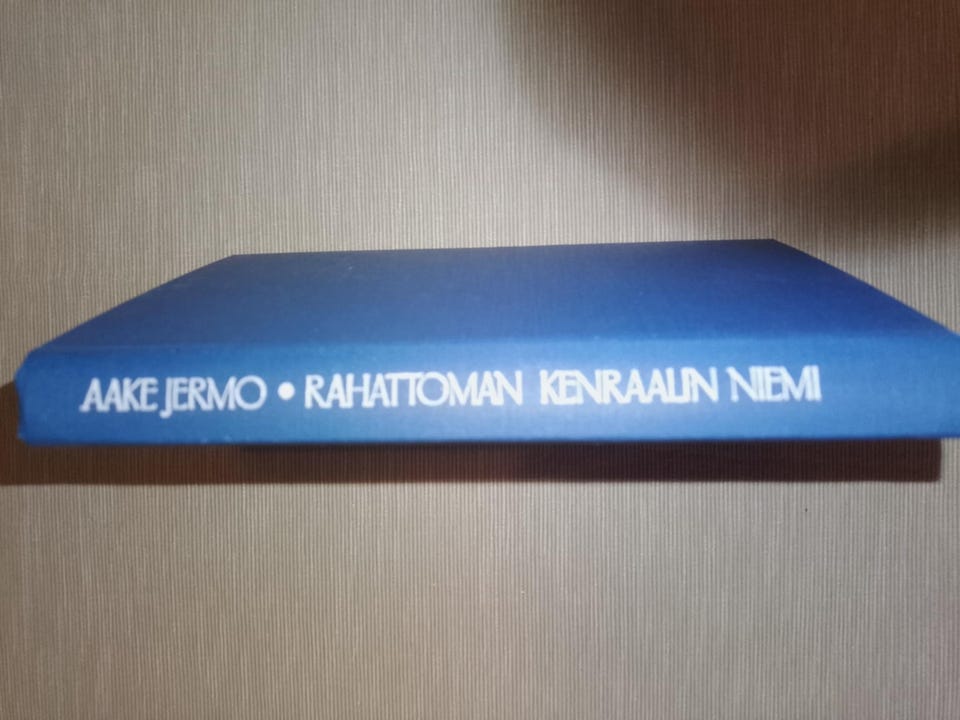 AAKE JERMO • RAHATTOMAN KENRAALIN NIEMI